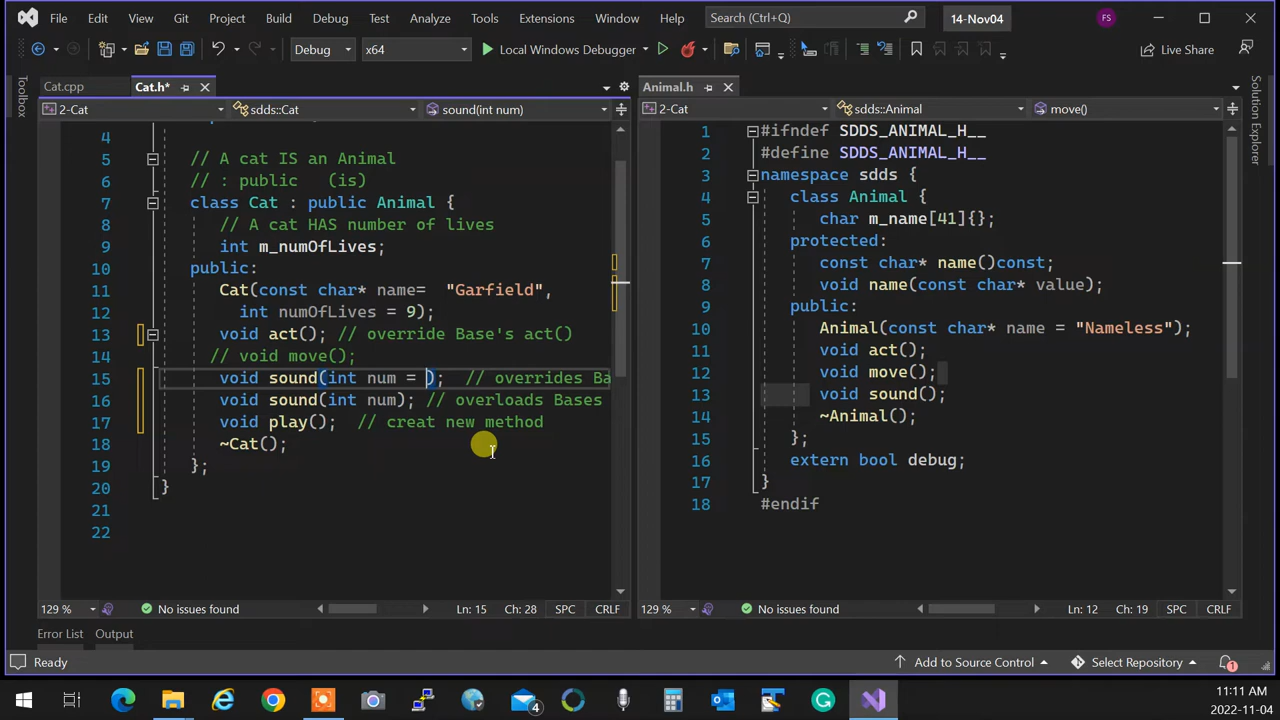 File Edit View Git Project Build Debug Test Analyze Tools Extensions Window Help Search (Ctrl+Q) 14-Nov04 FS
Debug x64 Local Windows Debugger Live Share
Toolbox
Cat.cpp Cat.h*
2-Cat sdds::Cat sound(int num)
4
5 // A cat IS an Animal
6 // : public (is)
7 class Cat : public Animal {
8 // A cat HAS number of lives
9 int m_numOfLives;
10 public:
11 Cat(const char* name= "Garfield",
12 int numOfLives = 9);
13 void act(); // override Base's act()
14 // void move();
15 void sound(int num = ); // overrides Ba
16 void sound(int num); // overloads Bases
17 void play(); // creat new method
18 ~Cat();
19 };
20 }
21
22
129 % No issues found Ln: 15 Ch: 28 SPC CRLF
Animal.h
2-Cat sdds::Animal move()
1 #ifndef SDDS_ANIMAL_H__
2 #define SDDS_ANIMAL_H__
3 namespace sdds {
4 class Animal {
5 char m_name[41]{};
6 protected:
7 const char* name()const;
8 void name(const char* value);
9 public:
10 Animal(const char* name = "Nameless");
11 void act();
12 void move();
13 void sound();
14 ~Animal();
15 };
16 extern bool debug;
17 }
18 #endif
129 % No issues found Ln: 12 Ch: 19 SPC CRLF
Solution Explorer
Error List Output
Ready Add to Source Control Select Repository 1
4
11:11 AM
2022-11-04